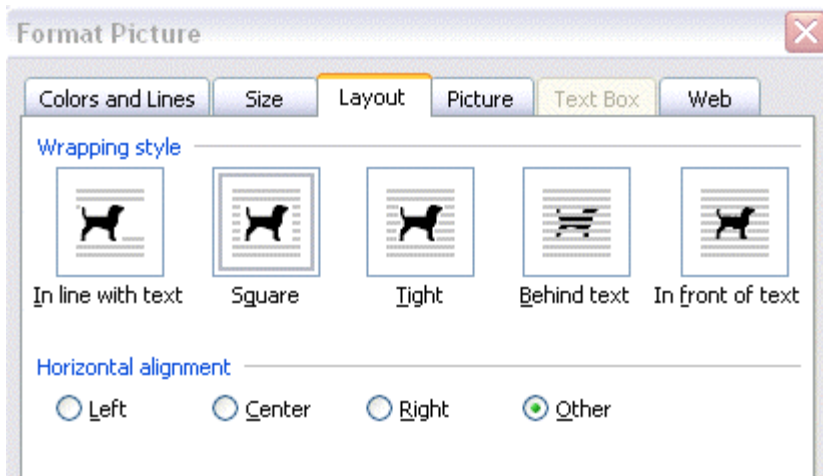 Format Picture
Colors and Lines Size Layout Picture Text Box Web
Wrapping style
In line with text Square Tight Behind text In front of text
Horizontal alignment
Left Center Right Other